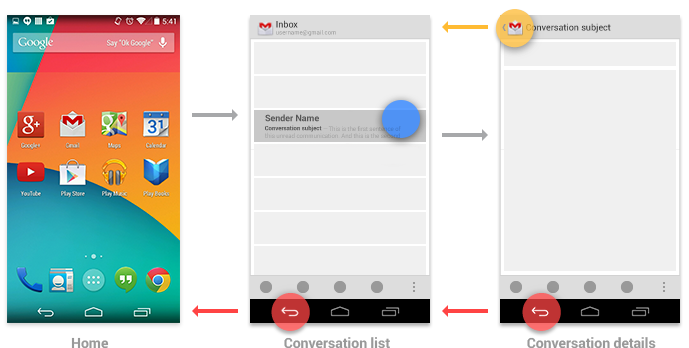 5:41
Google
Say "Ok Google"
Google+
Gmail
Maps
Calendar
31
YouTube
Play Store
Play Music
Play Books
Home
Inbox
username@gmail.com
Sender Name
Conversation subject – This is the first sentence of
this unread communication. And this is the second
Conversation list
Conversation subject
Conversation details